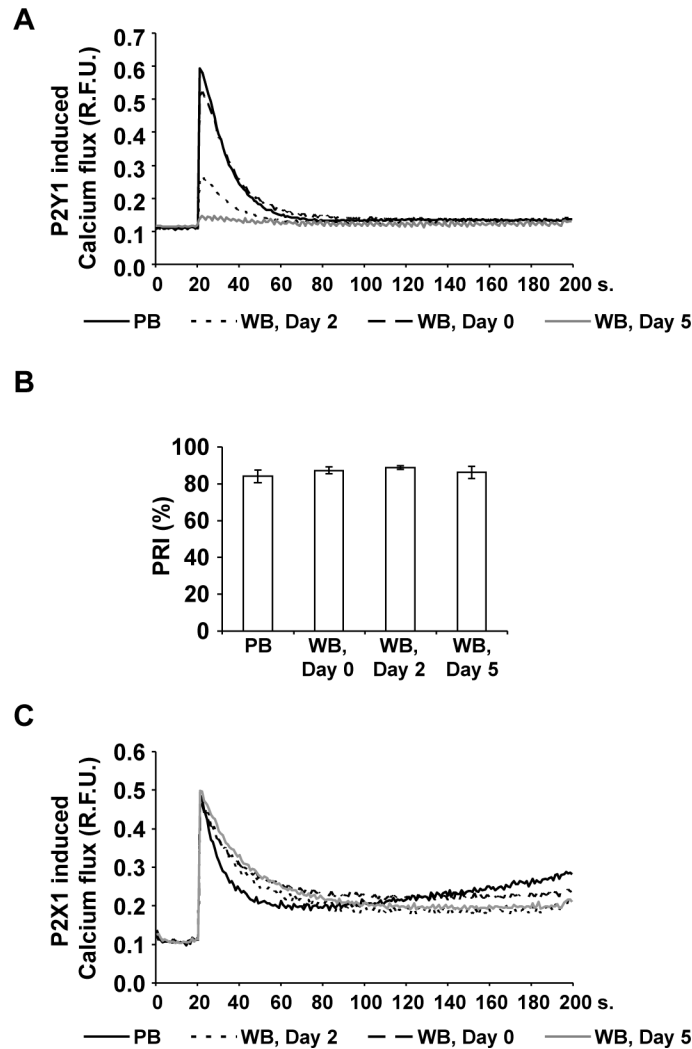 A
P2Y1 induced
Calcium flux (R.F.U.)
0.7
0.6
0.5
0.4
0.3
0.2
0.1
0.0
0 20 40 60 80 100 120 140 160 180 200 s.
PB WB, Day 2 WB, Day 0 WB, Day 5
B
PRI (%)
100
80
60
40
20
0
PB WB, WB, WB,
Day 0 Day 2 Day 5
C
P2X1 induced
Calcium flux (R.F.U.)
0.6
0.5
0.4
0.3
0.2
0.1
0.0
0 20 40 60 80 100 120 140 160 180 200 s.
PB WB, Day 2 WB, Day 0 WB, Day 5